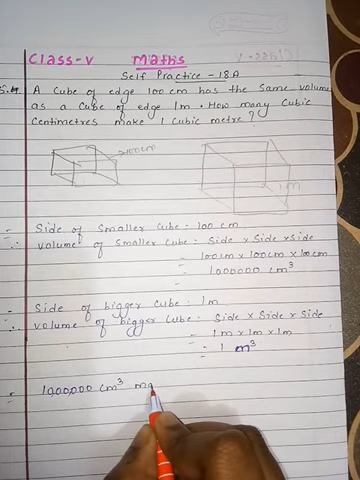 Class-V Maths
Self Practice - 18A
A Cube of edge 100 cm has the same volume
as a Cube of edge 1m. How many Cubic
Centimetres make 1 Cubic metre?
100cm
1m
Side of smaller cube = 100 cm
∴ volume of smaller cube = side × side × side
= 100cm × 100cm × 100cm
= 1000000 cm³
Side of bigger cube = 1m
∴ volume of bigger cube = side × side × side
= 1m × 1m × 1m
= 1 m³
1000,000 cm³ ma